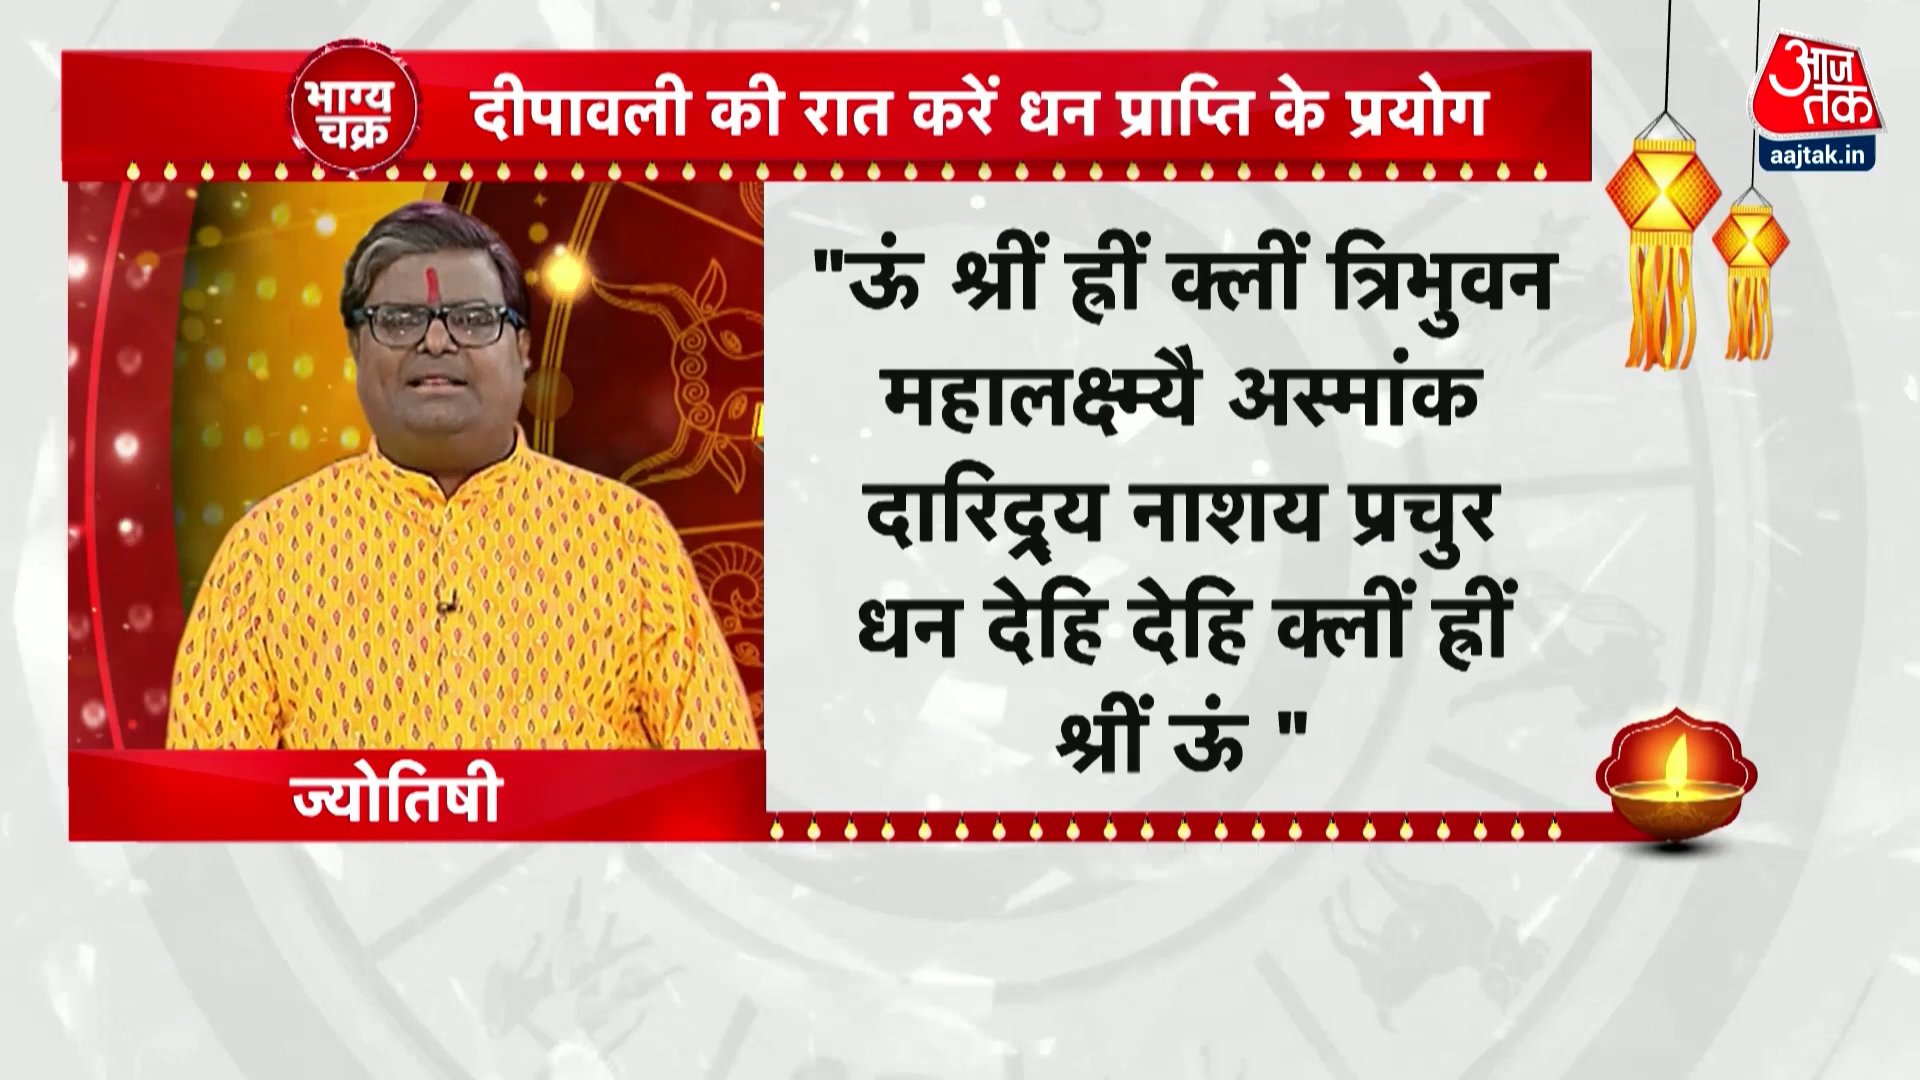 भाग्य
चक्र
दीपावली की रात करें धन प्राप्ति के प्रयोग
आज
तक
aajtak.in
"ऊं श्रीं ह्रीं क्लीं त्रिभुवन
महालक्ष्म्यै अस्मांक
दारिद्र्य नाशय प्रचुर
धन देहि देहि क्लीं ह्रीं
श्रीं ऊं "
ज्योतिषी